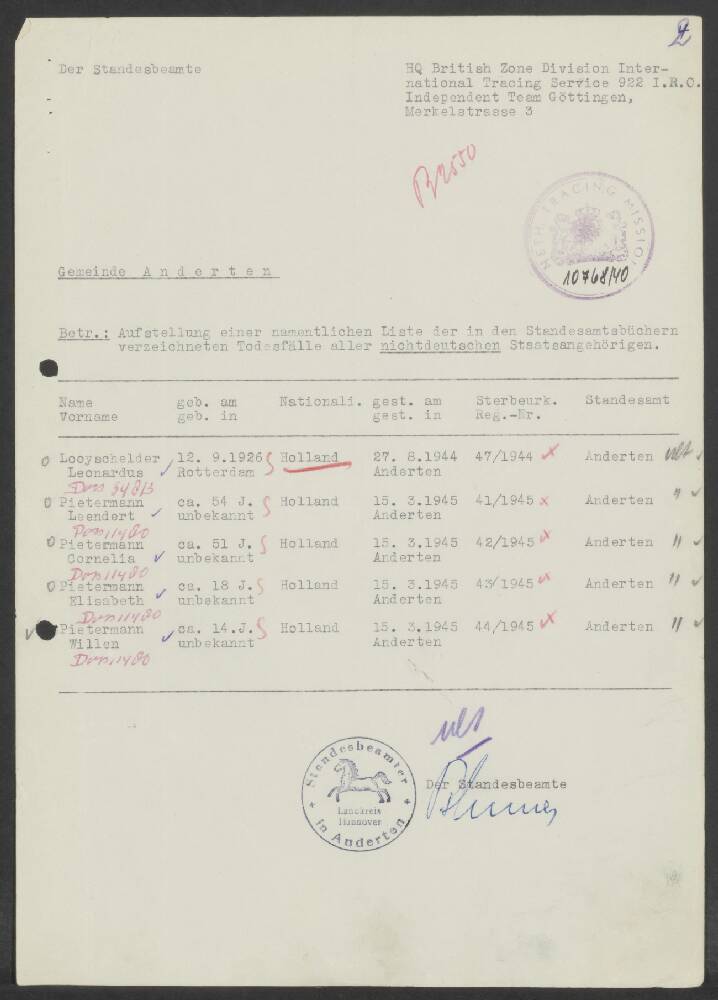 2
Der Standesbeamte
HQ British Zone Division Inter-
national Tracing Service 922 I.R.O.
Independent Team Göttingen,
Merkelstrasse 3
B2550
NETH. TRACING MISSION
10768/40
Gemeinde Anderten
Betr.: Aufstellung einer namentlichen Liste der in den Standesamtsbüchern
verzeichneten Todesfälle aller nichtdeutschen Staatsangehörigen.
Name geb. am Nationali. gest. am Sterbeurk. Standesamt
Vorname geb. in gest. in Reg.-Nr.
Looyschelder 12. 9.1926 Holland 27. 8.1944 47/1944 Anderten
Leonardus Rotterdam Anderten
Pietermann ca. 54 J. Holland 15. 3.1945 41/1945 Anderten "
Leendert unbekannt Anderten
Pietermann ca. 51 J. Holland 15. 3.1945 42/1945 Anderten "
Cornelia unbekannt Anderten
Pietermann ca. 18 J. Holland 15. 3.1945 43/1945 Anderten "
Elisabeth unbekannt Anderten
Pietermann ca. 14.J. Holland 15. 3.1945 44/1945 Anderten "
Willen unbekannt Anderten
Der Standesbeamte
Standesbeamter
Landkreis
Hannover
in Anderten